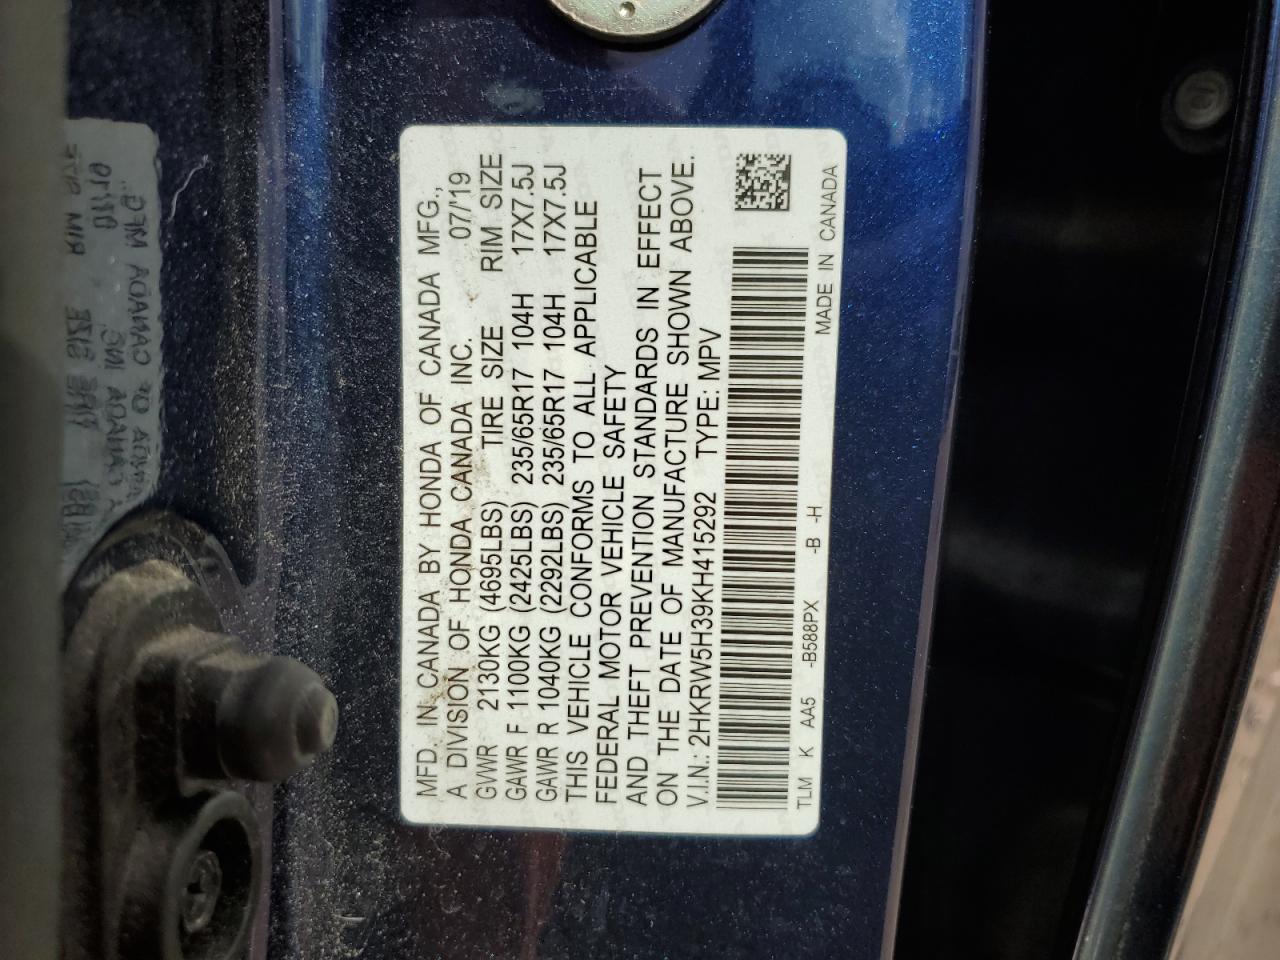 MFD. IN CANADA BY HONDA OF CANADA MFG.,
A DIVISION OF HONDA CANADA INC. 07/'19
GVWR 2130KG (4695LBS) TIRE SIZE RIM SIZE
GAWR F 1100KG (2425LBS) 235/65R17 104H 17X7.5J
GAWR R 1040KG (2292LBS) 235/65R17 104H 17X7.5J
THIS VEHICLE CONFORMS TO ALL APPLICABLE
FEDERAL MOTOR VEHICLE SAFETY
AND THEFT PREVENTION STANDARDS IN EFFECT
ON THE DATE OF MANUFACTURE SHOWN ABOVE.
V.I.N.: 2HKRW5H39KH415292 TYPE: MPV
TLM K AA5 -B588PX -B -H MADE IN CANADA